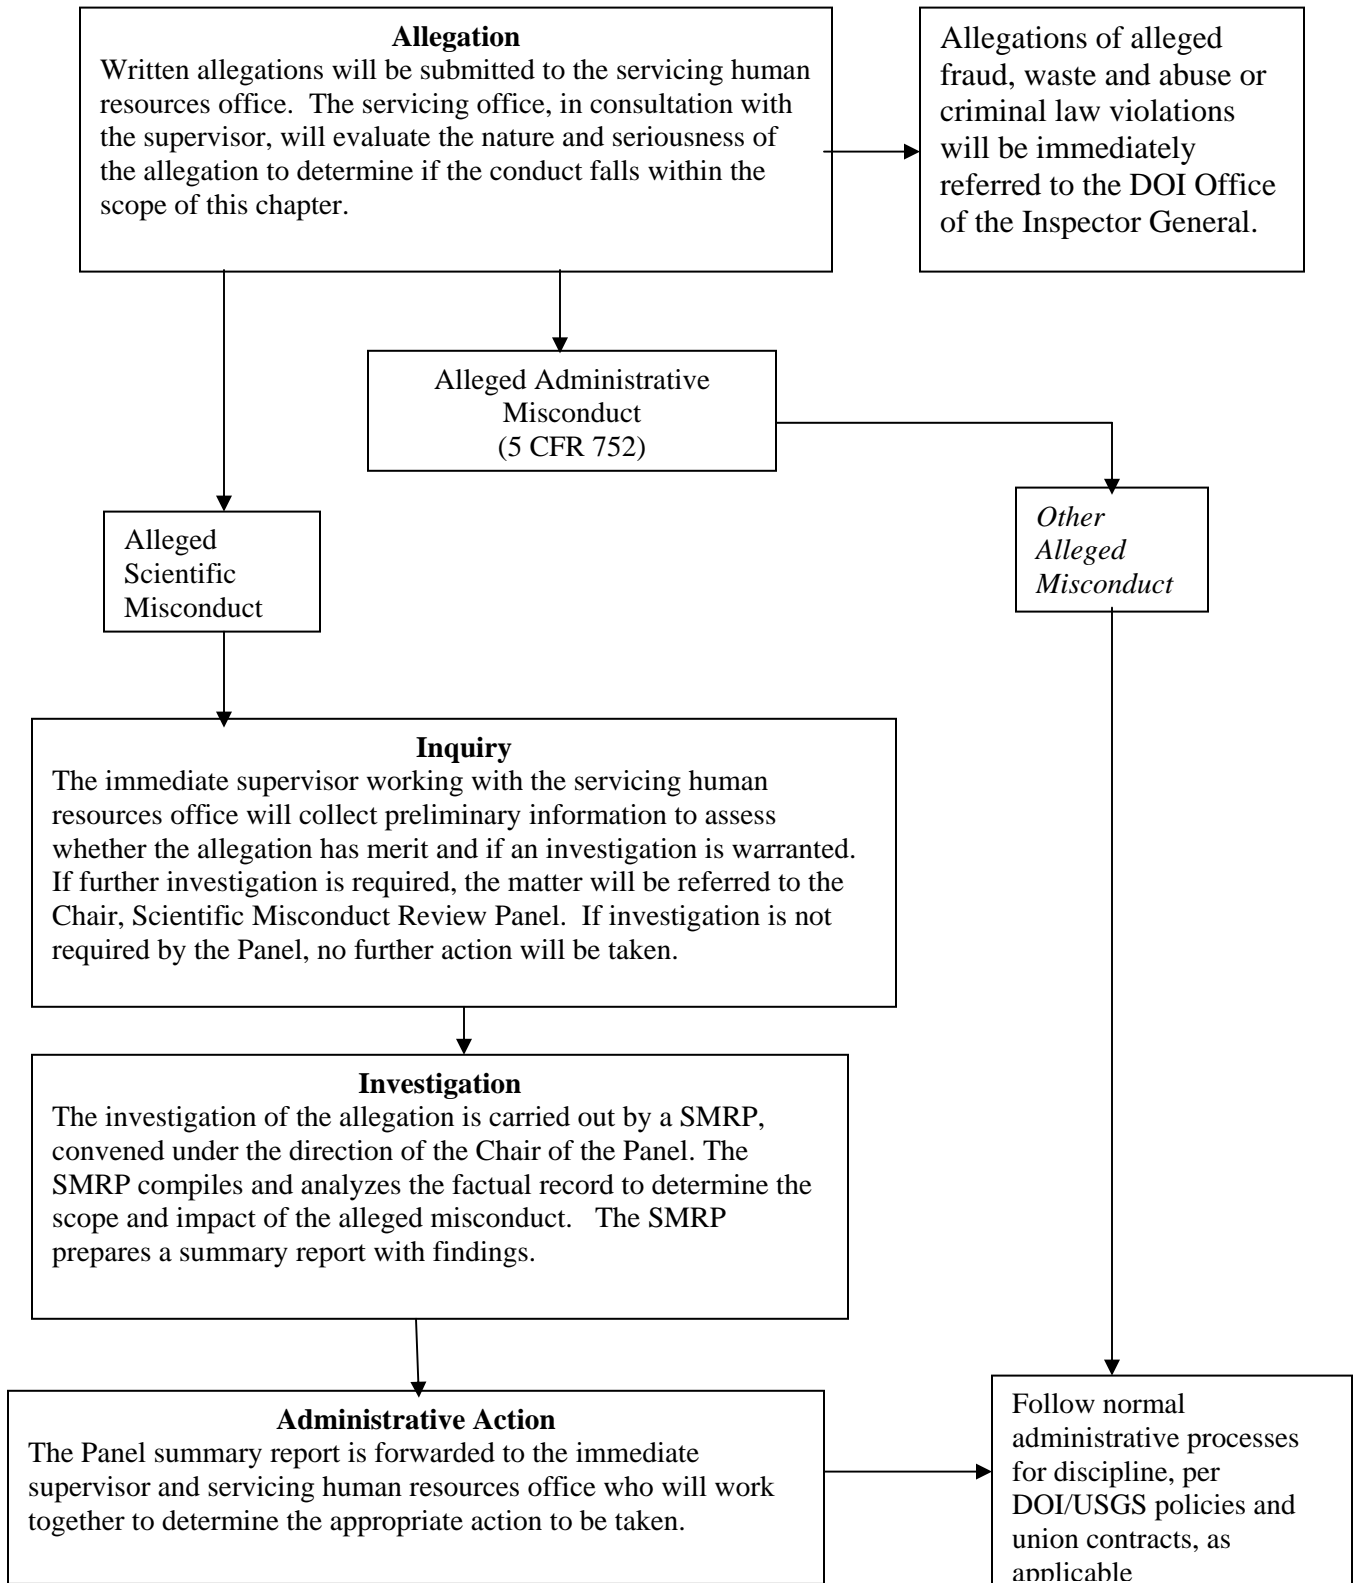 Allegation
Written allegations will be submitted to the servicing human
resources office.  The servicing office, in consultation with
the supervisor, will evaluate the nature and seriousness of
the allegation to determine if the conduct falls within the
scope of this chapter.
Allegations of alleged
fraud, waste and abuse or
criminal law violations
will be immediately
referred to the DOI Office
of the Inspector General.
Alleged Administrative
Misconduct
(5 CFR 752)
Other
Alleged
Misconduct
Alleged
Scientific
Misconduct
Inquiry
The immediate supervisor working with the servicing human
resources office will collect preliminary information to assess
whether the allegation has merit and if an investigation is warranted.
If further investigation is required, the matter will be referred to the
Chair, Scientific Misconduct Review Panel.  If investigation is not
required by the Panel, no further action will be taken.
Investigation
The investigation of the allegation is carried out by a SMRP,
convened under the direction of the Chair of the Panel. The
SMRP compiles and analyzes the factual record to determine the
scope and impact of the alleged misconduct.   The SMRP
prepares a summary report with findings.
Administrative Action
The Panel summary report is forwarded to the immediate
supervisor and servicing human resources office who will work
together to determine the appropriate action to be taken.
Follow normal
administrative processes
for discipline, per
DOI/USGS policies and
union contracts, as
applicable